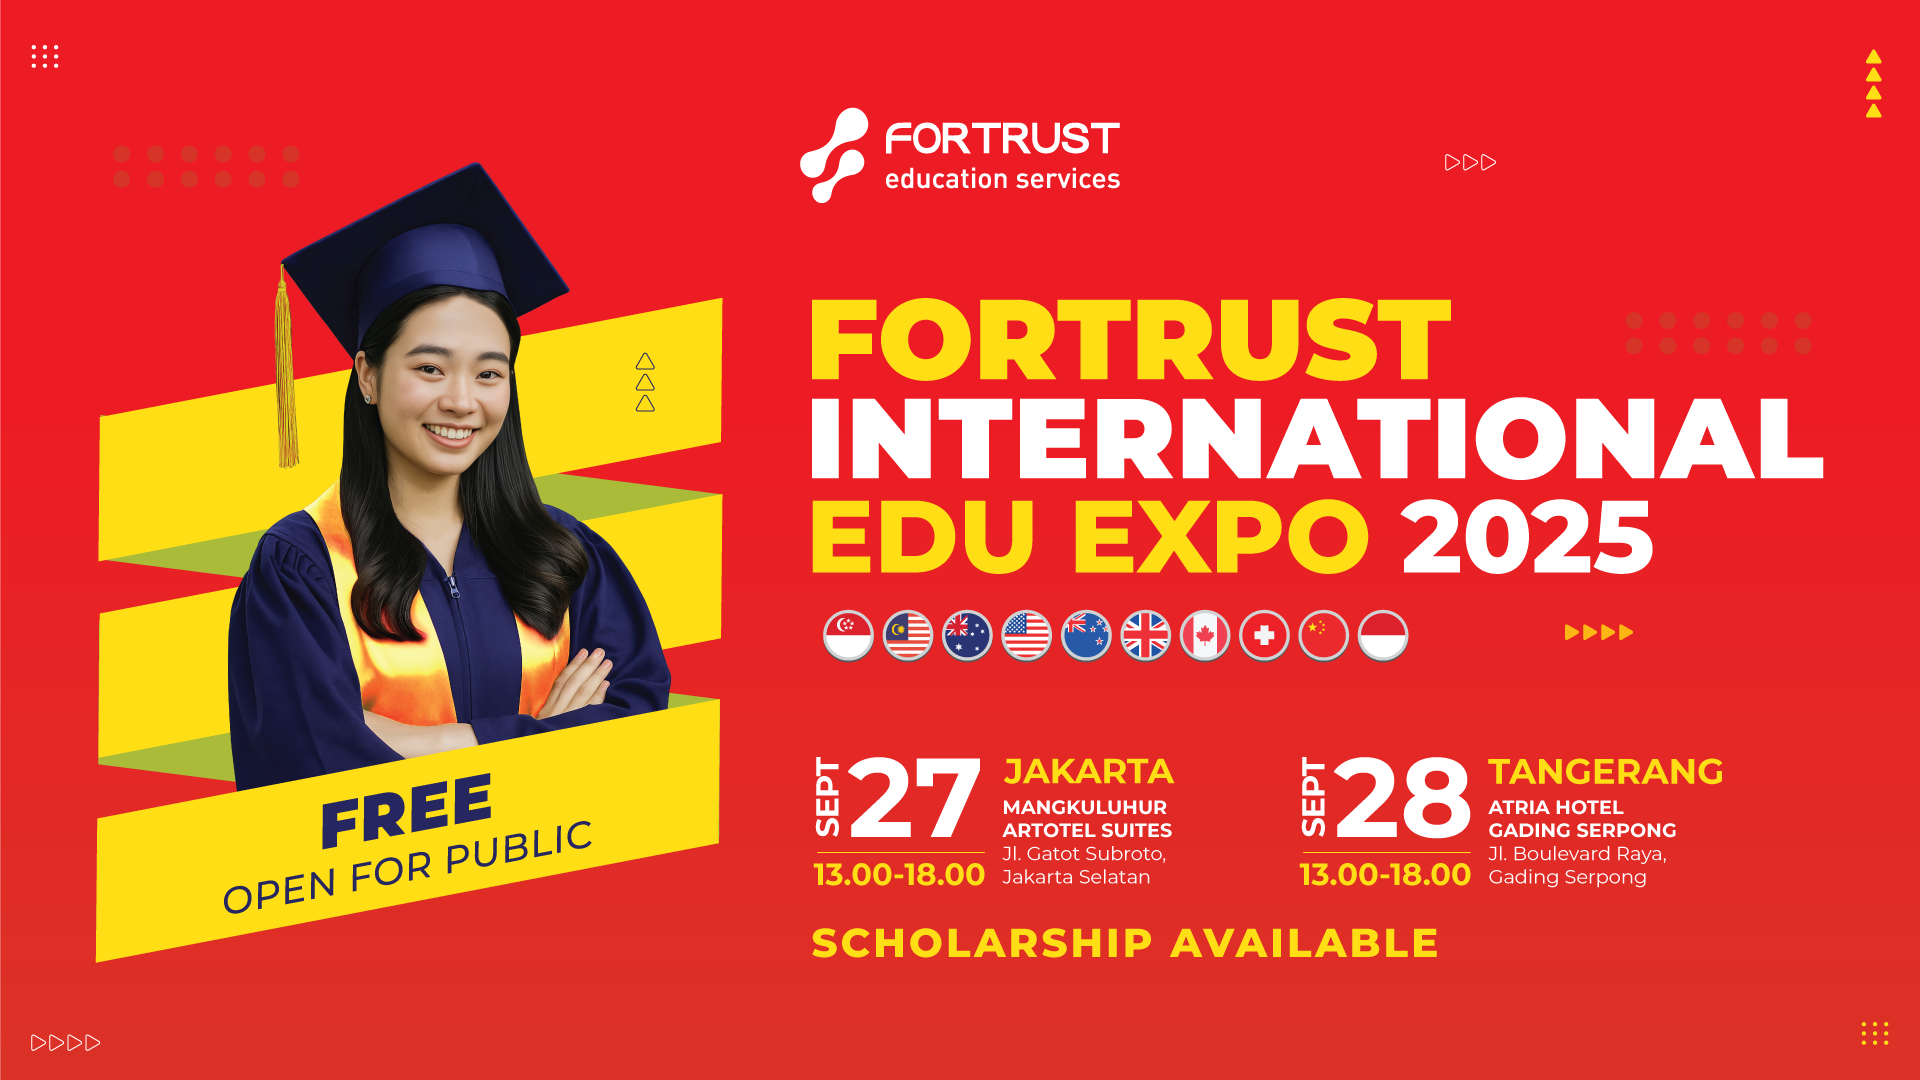 FORTRUST
education services
FORTRUST
INTERNATIONAL
EDU EXPO 2025
SEPT
27
13.00-18.00
JAKARTA
MANGKULUHUR
ARTOTEL SUITES
Jl. Gatot Subroto,
Jakarta Selatan
SEPT
28
13.00-18.00
TANGERANG
ATRIA HOTEL
GADING SERPONG
Jl. Boulevard Raya,
Gading Serpong
SCHOLARSHIP AVAILABLE
FREE
OPEN FOR PUBLIC